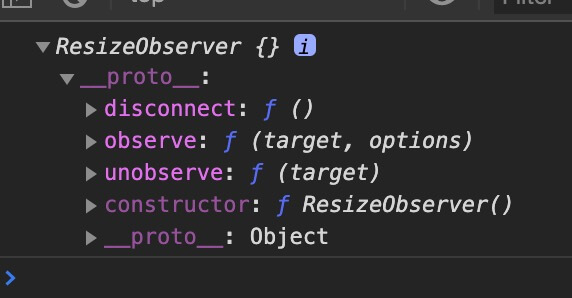 top
Filter
ResizeObserver {} i
__proto__:
disconnect: ƒ ()
observe: ƒ (target, options)
unobserve: ƒ (target)
constructor: ƒ ResizeObserver()
__proto__: Object